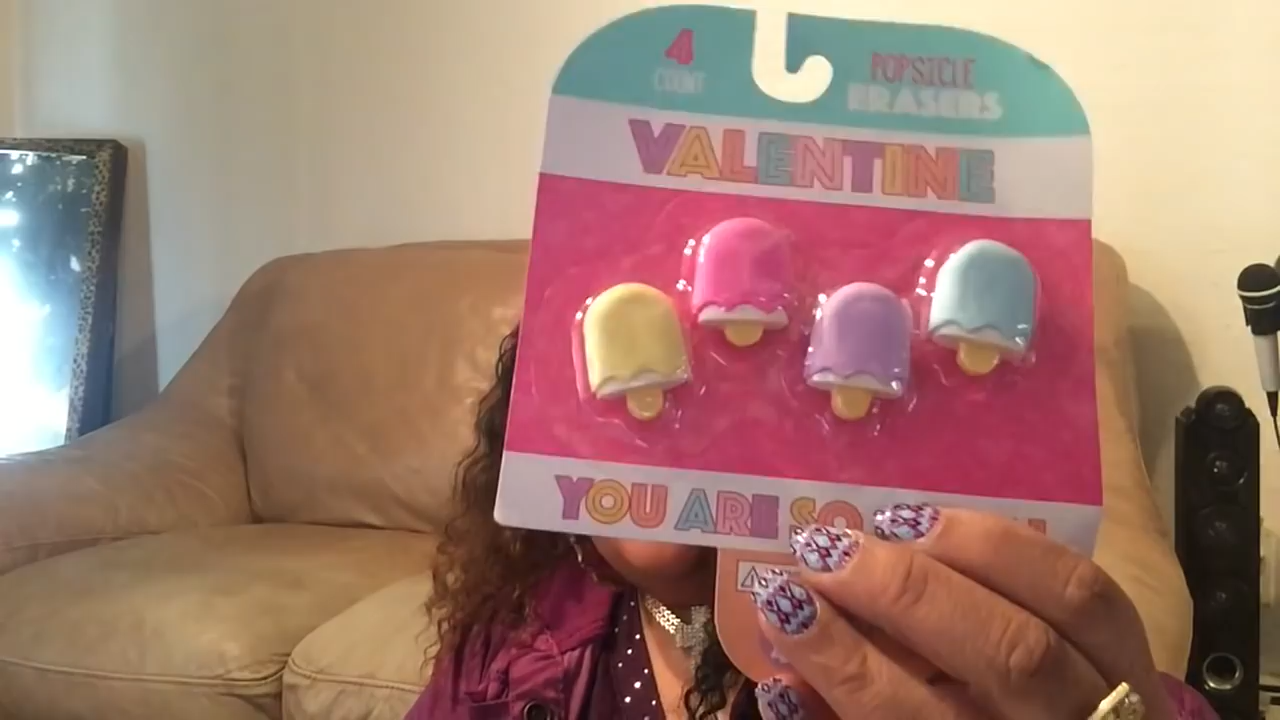 4
COUNT
POPSICLE
ERASERS
VALENTINE
YOU ARE SO